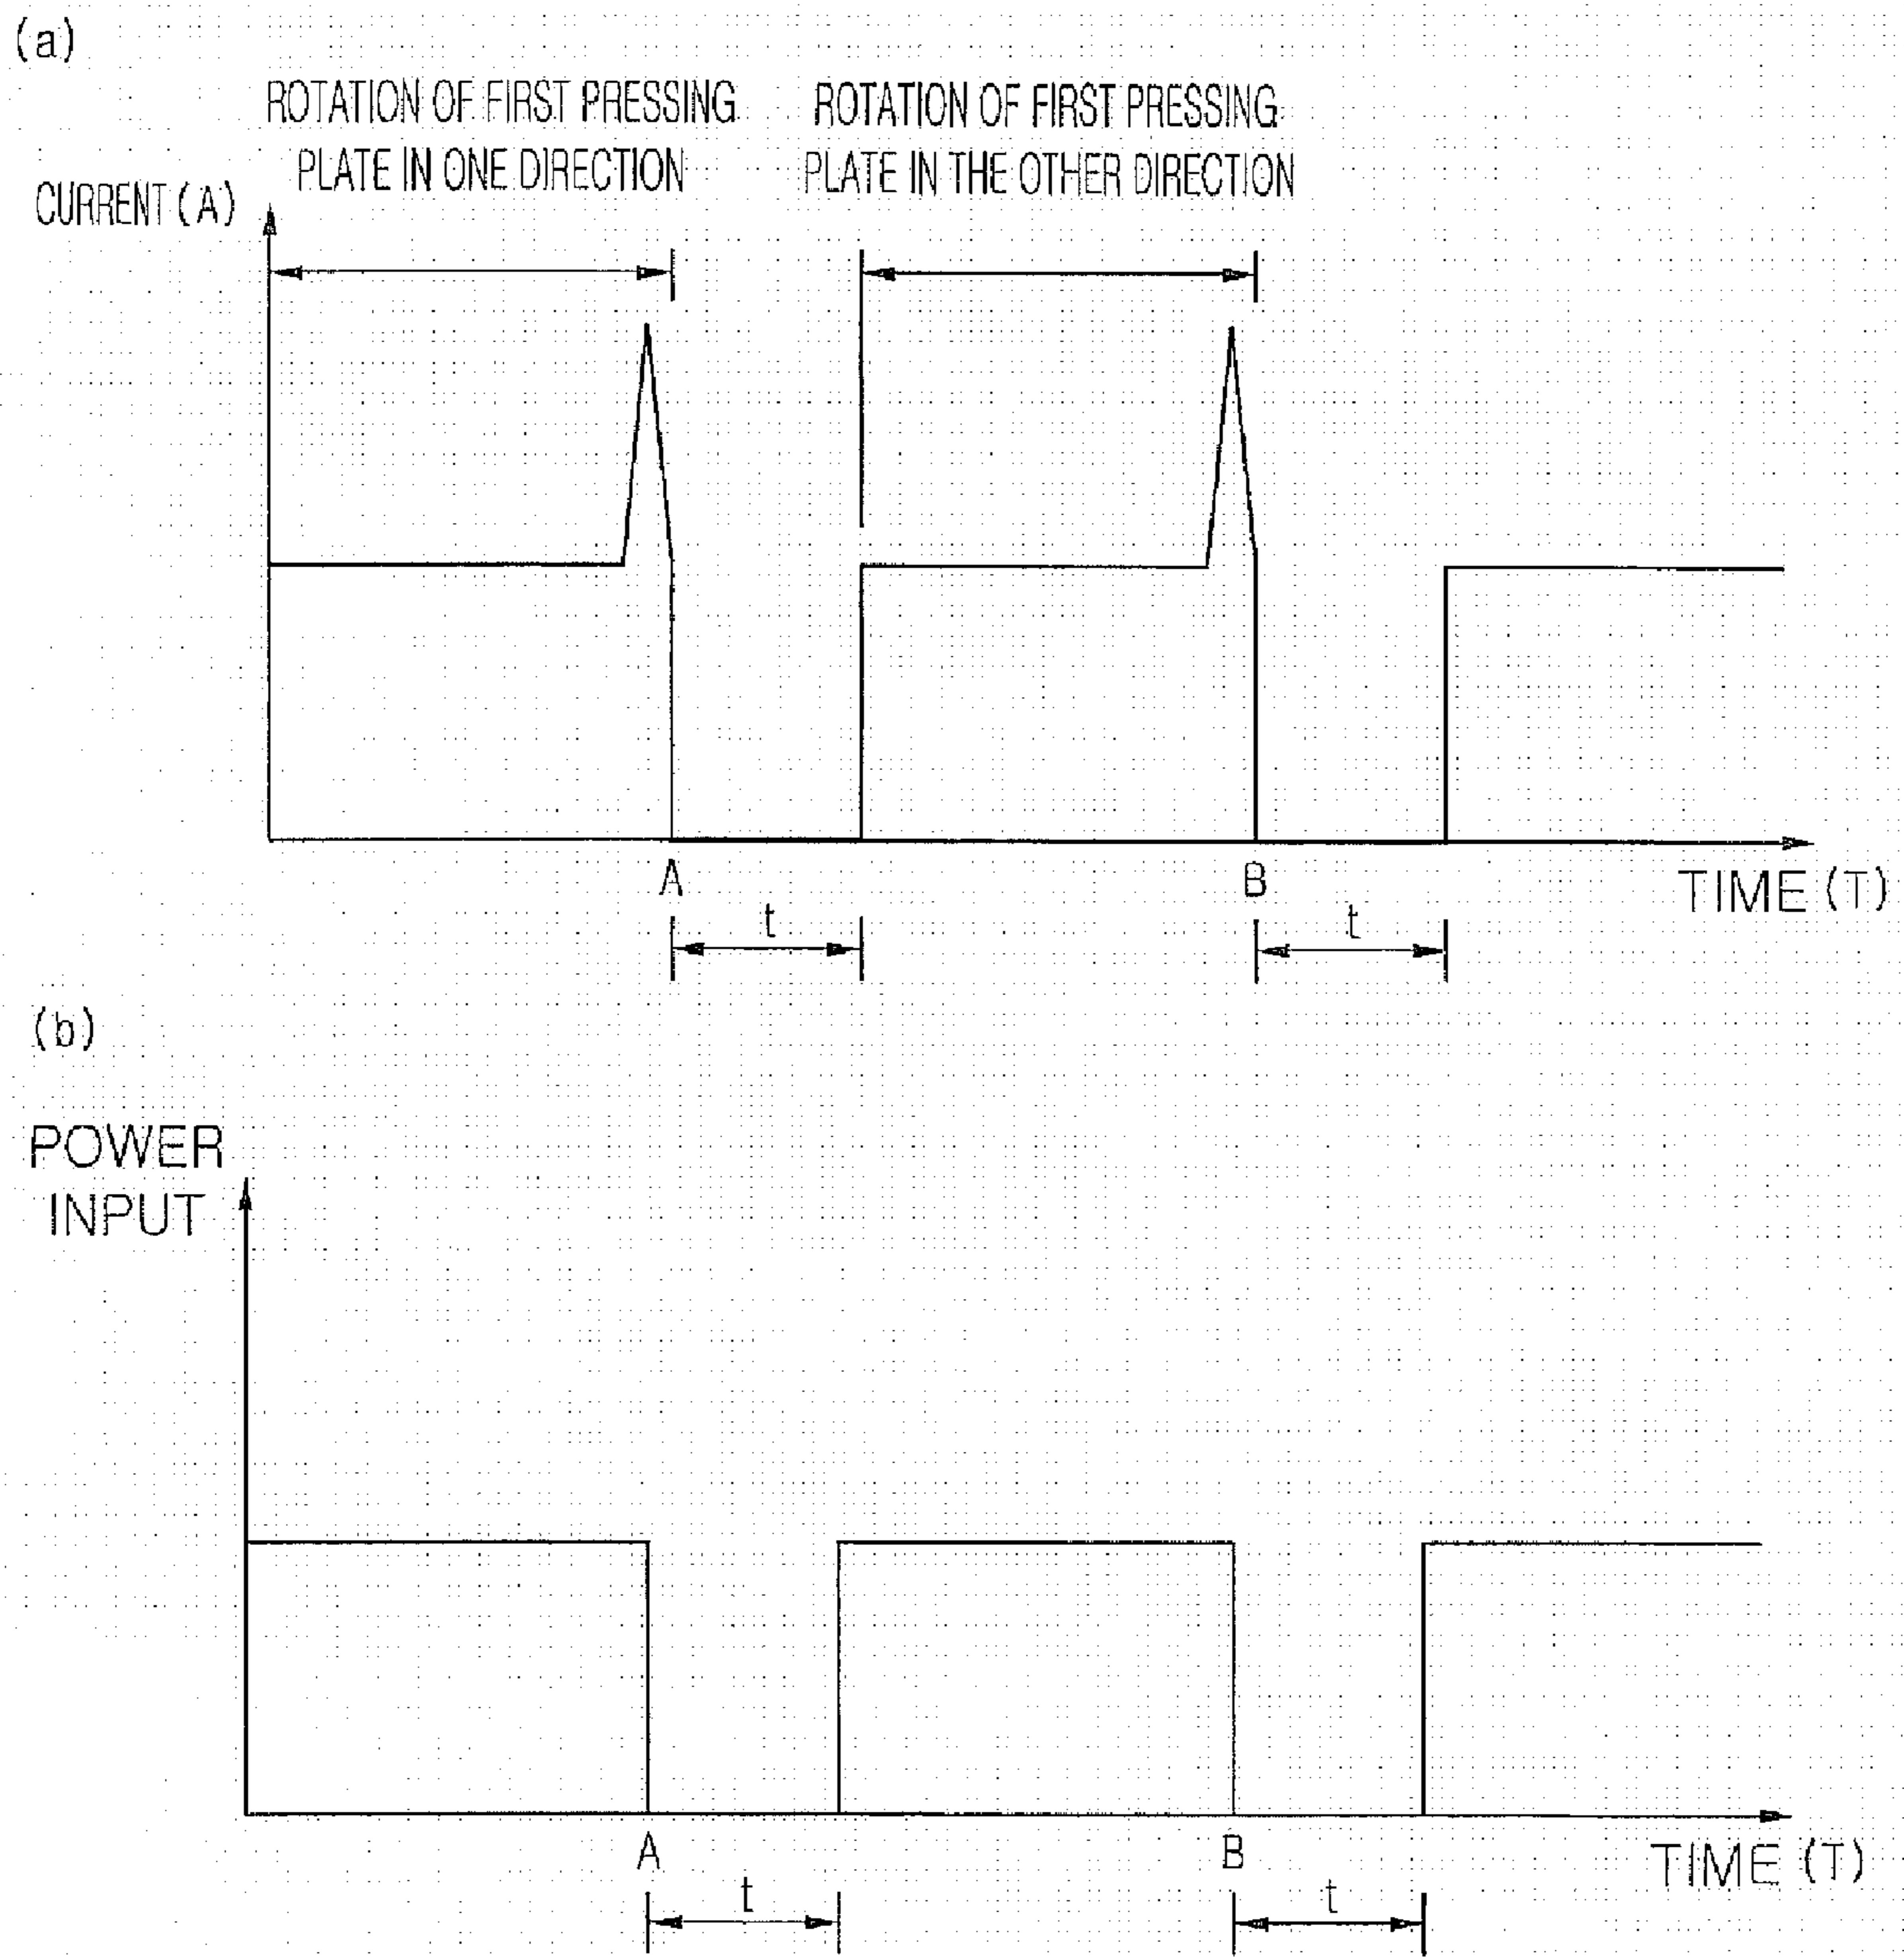 (a)
ROTATION OF FIRST PRESSING
PLATE IN ONE DIRECTION
ROTATION OF FIRST PRESSING
PLATE IN THE OTHER DIRECTION
CURRENT (A)
A
B
TIME (T)
t
t
(b)
POWER
INPUT
A
B
TIME (T)
t
t